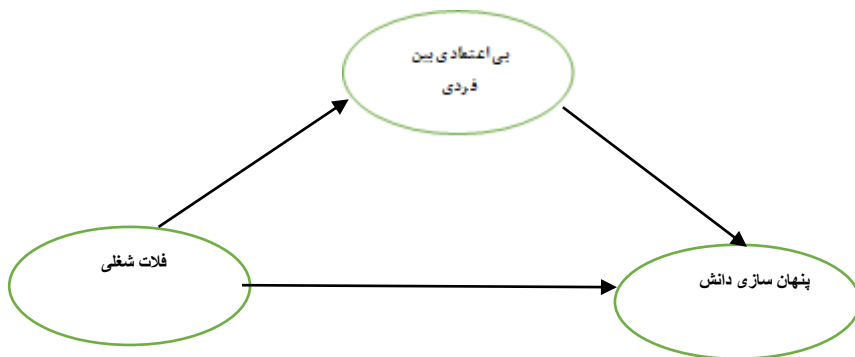 بی اعتمادی بین
فردی
فلات شغلی
پنهان سازی دانش